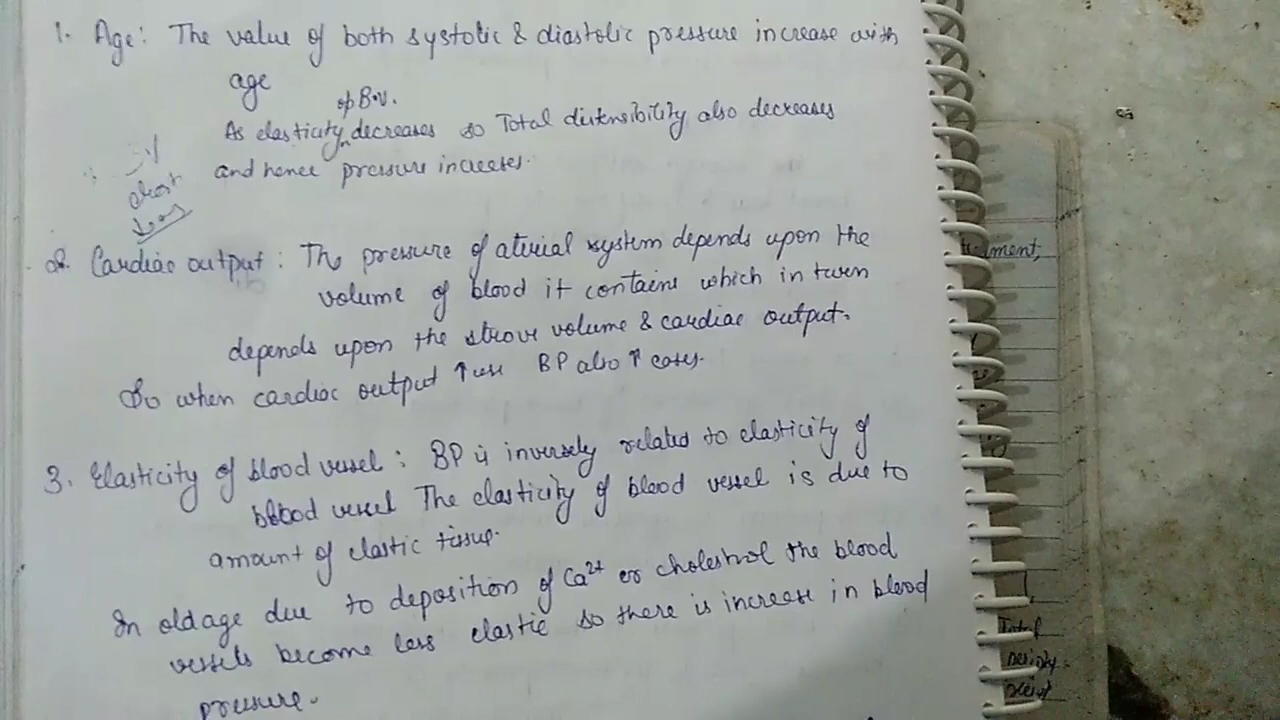 1. Age: The value of both systolic & diastolic pressure increase with
age
of B.V.
As elasticity decreases so Total distensibility also decreases
and hence pressure increases.
2. Cardiac output: The pressure of aterial system depends upon the
volume of blood it contains which in turn
depends upon the strove volume & cardiac output.
So when cardiac output ↑use BP also ↑eases.
3. Elasticity of blood vessel: BP is inversely related to elasticity of
blood vessel The elasticity of blood vessel is due to
amount of elastic tissue.
In old age due to deposition of Ca²⁺ or cholestrol the blood
vessels become less elastic so there is increase in blood
pressure.
Total